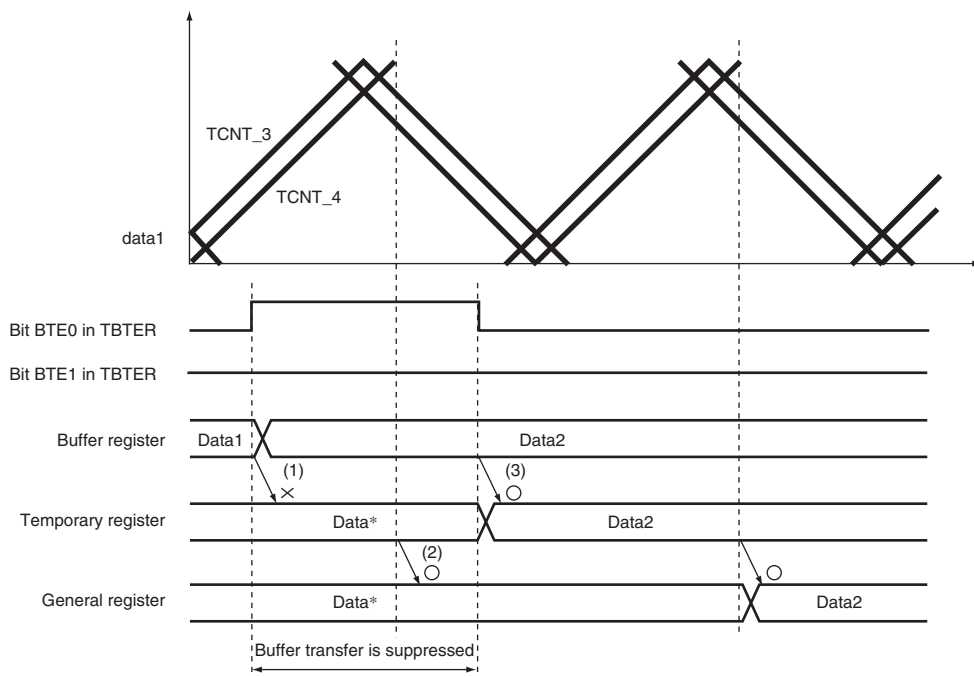 TCNT_3
TCNT_4
data1
Bit BTE0 in TBTER
Bit BTE1 in TBTER
Buffer register
Data1
Data2
(1)
(3)
Temporary register
Data*
Data2
(2)
General register
Data*
Data2
Buffer transfer is suppressed